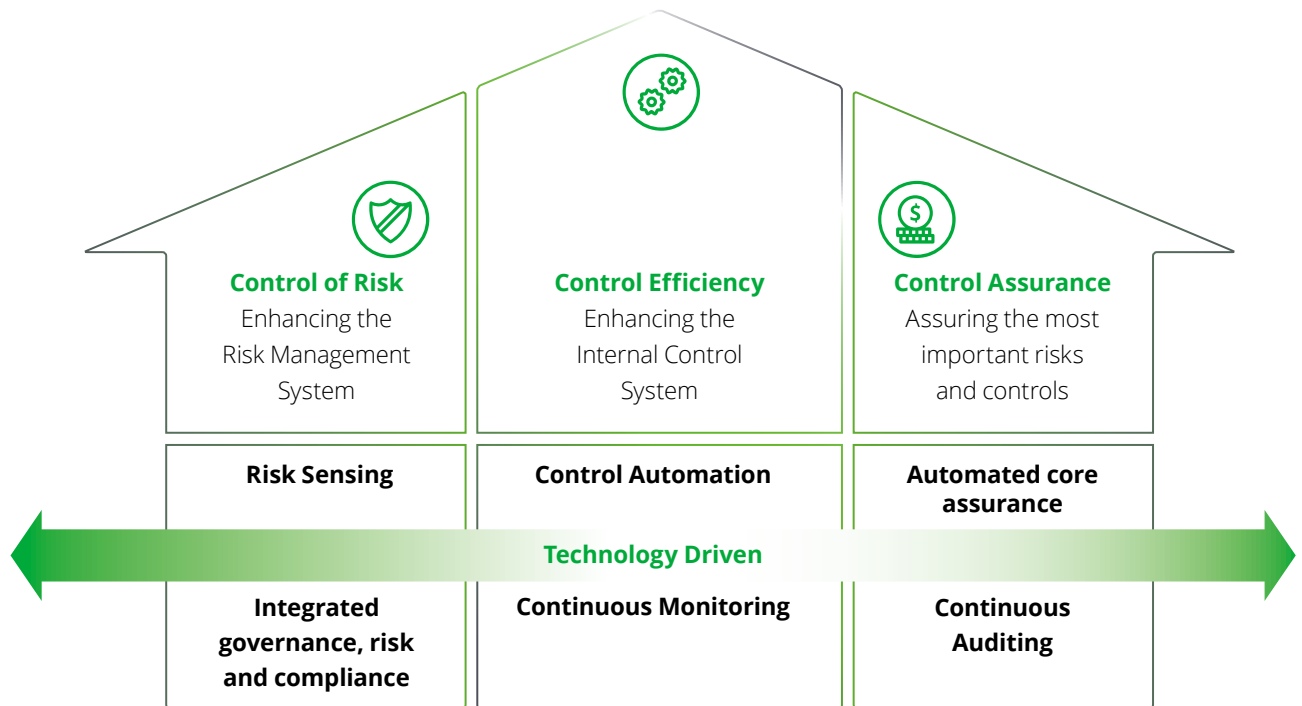 Control of Risk
Enhancing the
Risk Management
System
Control Efficiency
Enhancing the
Internal Control
System
$
Control Assurance
Assuring the most
important risks
and controls
Risk Sensing
Control Automation
Automated core
assurance
Technology Driven
Integrated
governance, risk
and compliance
Continuous Monitoring
Continuous
Auditing